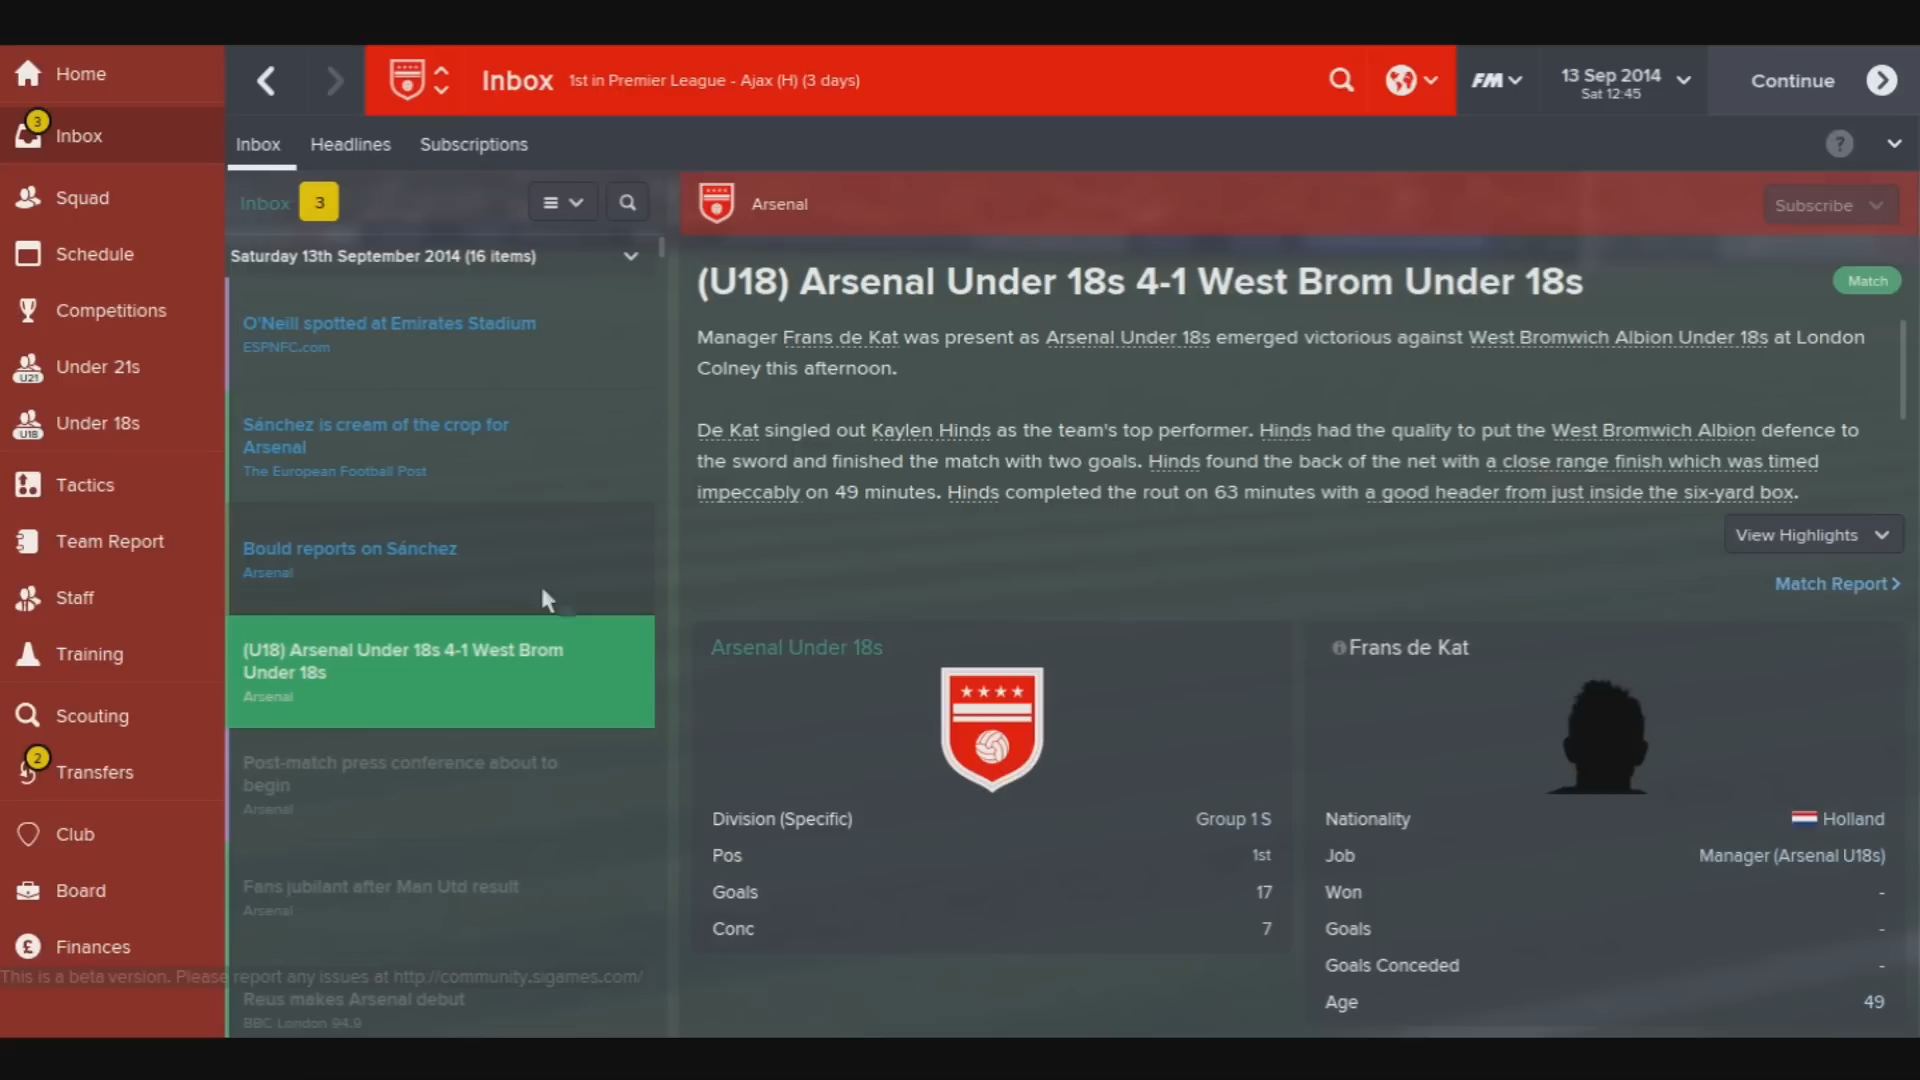 Home
3
Inbox
Squad
Schedule
Competitions
Under 21s
U21
Under 18s
U18
Tactics
Team Report
Staff
Training
Scouting
2
Transfers
Club
Board
Finances
Inbox 1st in Premier League - Ajax (H) (3 days)
FM
13 Sep 2014
Sat 12:45
Continue
Inbox Headlines Subscriptions
?
Inbox 3
Saturday 13th September 2014 (16 items)
O'Neill spotted at Emirates Stadium
ESPNFC.com
Sánchez is cream of the crop for
Arsenal
The European Football Post
Bould reports on Sánchez
Arsenal
(U18) Arsenal Under 18s 4-1 West Brom
Under 18s
Arsenal
Post-match press conference about to
begin
Arsenal
Fans jubilant after Man Utd result
Arsenal
This is a beta version. Please report any issues at http://community.sigames.com/
Reus makes Arsenal debut
BBC London 94.9
Arsenal
Subscribe
(U18) Arsenal Under 18s 4-1 West Brom Under 18s
Match
Manager Frans de Kat was present as Arsenal Under 18s emerged victorious against West Bromwich Albion Under 18s at London
Colney this afternoon.
De Kat singled out Kaylen Hinds as the team's top performer. Hinds had the quality to put the West Bromwich Albion defence to
the sword and finished the match with two goals. Hinds found the back of the net with a close range finish which was timed
impeccably on 49 minutes. Hinds completed the rout on 63 minutes with a good header from just inside the six-yard box.
View Highlights
Match Report >
Arsenal Under 18s
Division (Specific) Group 1 S
Pos 1st
Goals 17
Conc 7
Frans de Kat
Nationality Holland
Job Manager (Arsenal U18s)
Won -
Goals -
Goals Conceded -
Age 49